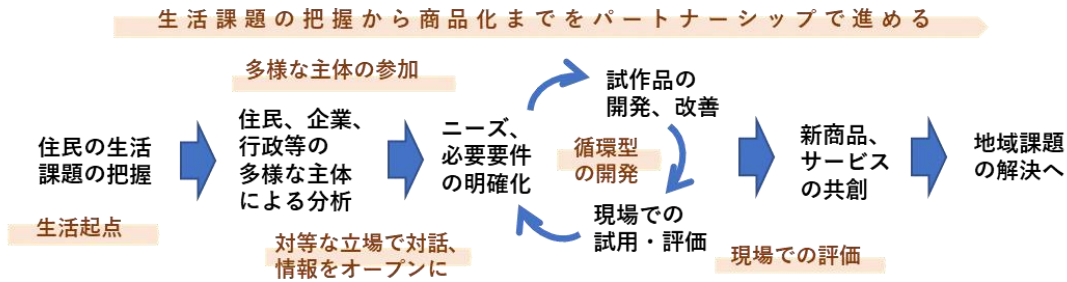 生活課題の把握から商品化までをパートナーシップで進める
多様な主体の参加
住民の生活
課題の把握
生活起点
住民、企業、
行政等の
多様な主体
による分析
対等な立場で対話、
情報をオープンに
ニーズ、
必要要件
の明確化
試作品の
開発、改善
循環型
の開発
現場での
試用・評価
現場での評価
新商品、
サービス
の共創
地域課題
の解決へ